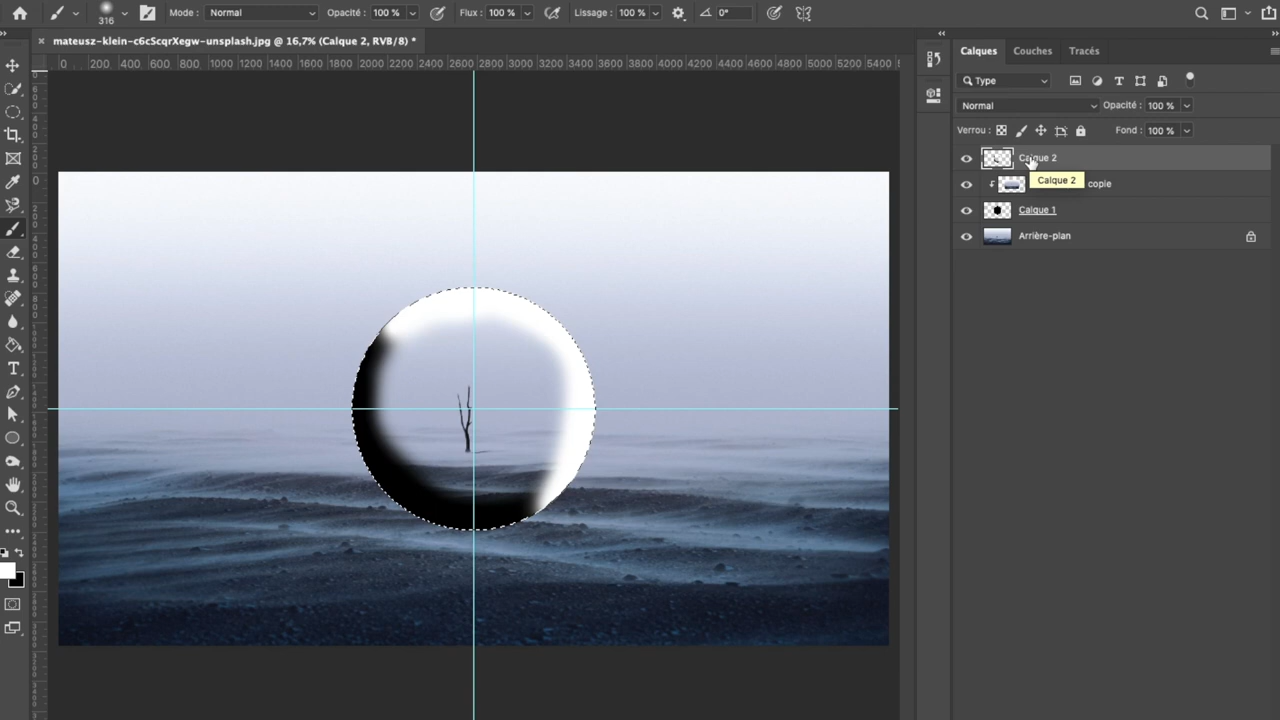 316 Mode : Normal Opacité : 100 % Flux : 100 % Lissage : 100 % 0°
× mateusz-klein-c6cScqrXegw-unsplash.jpg @ 16,7% (Calque 2, RVB/8) *
0 200 400 600 800 1000 1200 1400 1600 1800 2000 2200 2400 2600 2800 3000 3200 3400 3600 3800 4000 4200 4400 4600 4800 5000 5200 5400
Calques Couches Tracés
Type
Normal Opacité : 100 %
Verrou : Fond : 100 %
Calque 2
Calque 2
copie
Calque 1
Arrière-plan